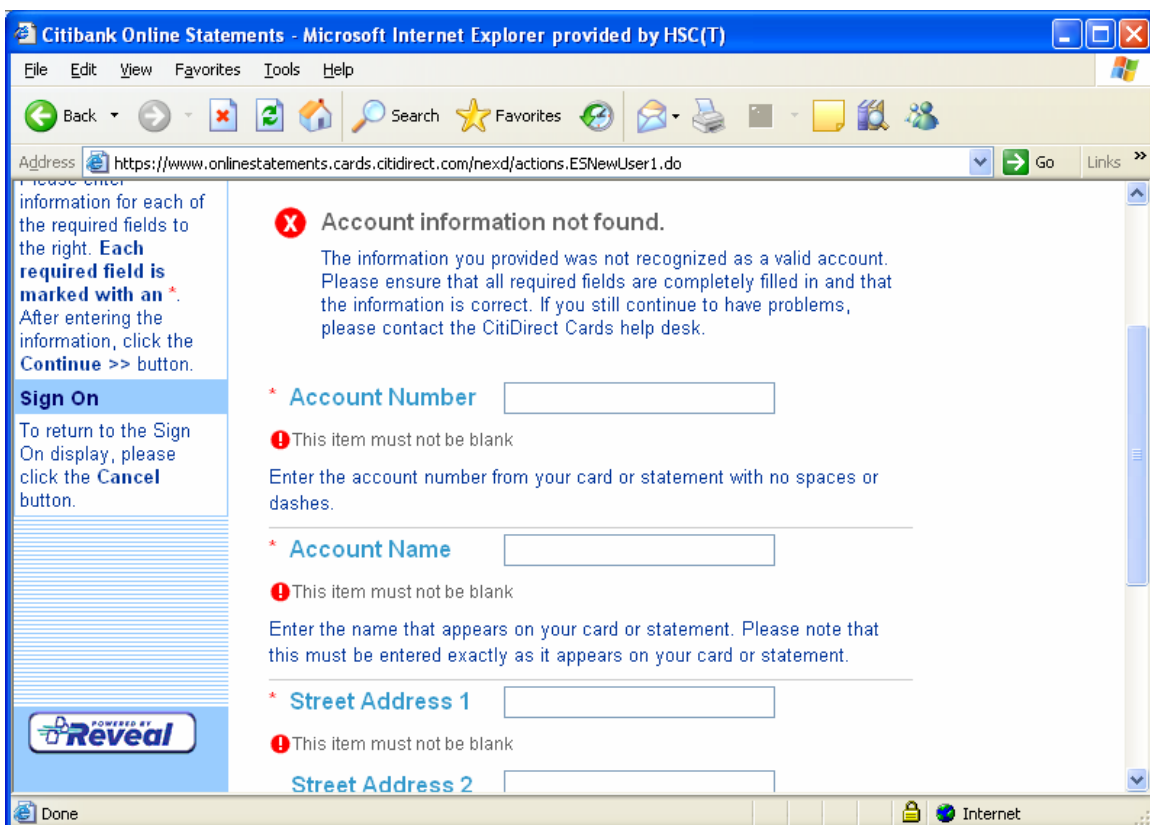 Citibank Online Statements - Microsoft Internet Explorer provided by HSC(T)
File Edit View Favorites Tools Help
Back Search Favorites
Address https://www.onlinestatements.cards.citidirect.com/nexd/actions.ESNewUser1.do Go Links »
Please enter
information for each of
the required fields to
the right. Each
required field is
marked with an *.
After entering the
information, click the
Continue >> button.
Sign On
To return to the Sign
On display, please
click the Cancel
button.
POWERED BY
Reveal
Account information not found.
The information you provided was not recognized as a valid account.
Please ensure that all required fields are completely filled in and that
the information is correct. If you still continue to have problems,
please contact the CitiDirect Cards help desk.
* Account Number
This item must not be blank
Enter the account number from your card or statement with no spaces or
dashes.
* Account Name
This item must not be blank
Enter the name that appears on your card or statement. Please note that
this must be entered exactly as it appears on your card or statement.
* Street Address 1
This item must not be blank
Street Address 2
Done Internet